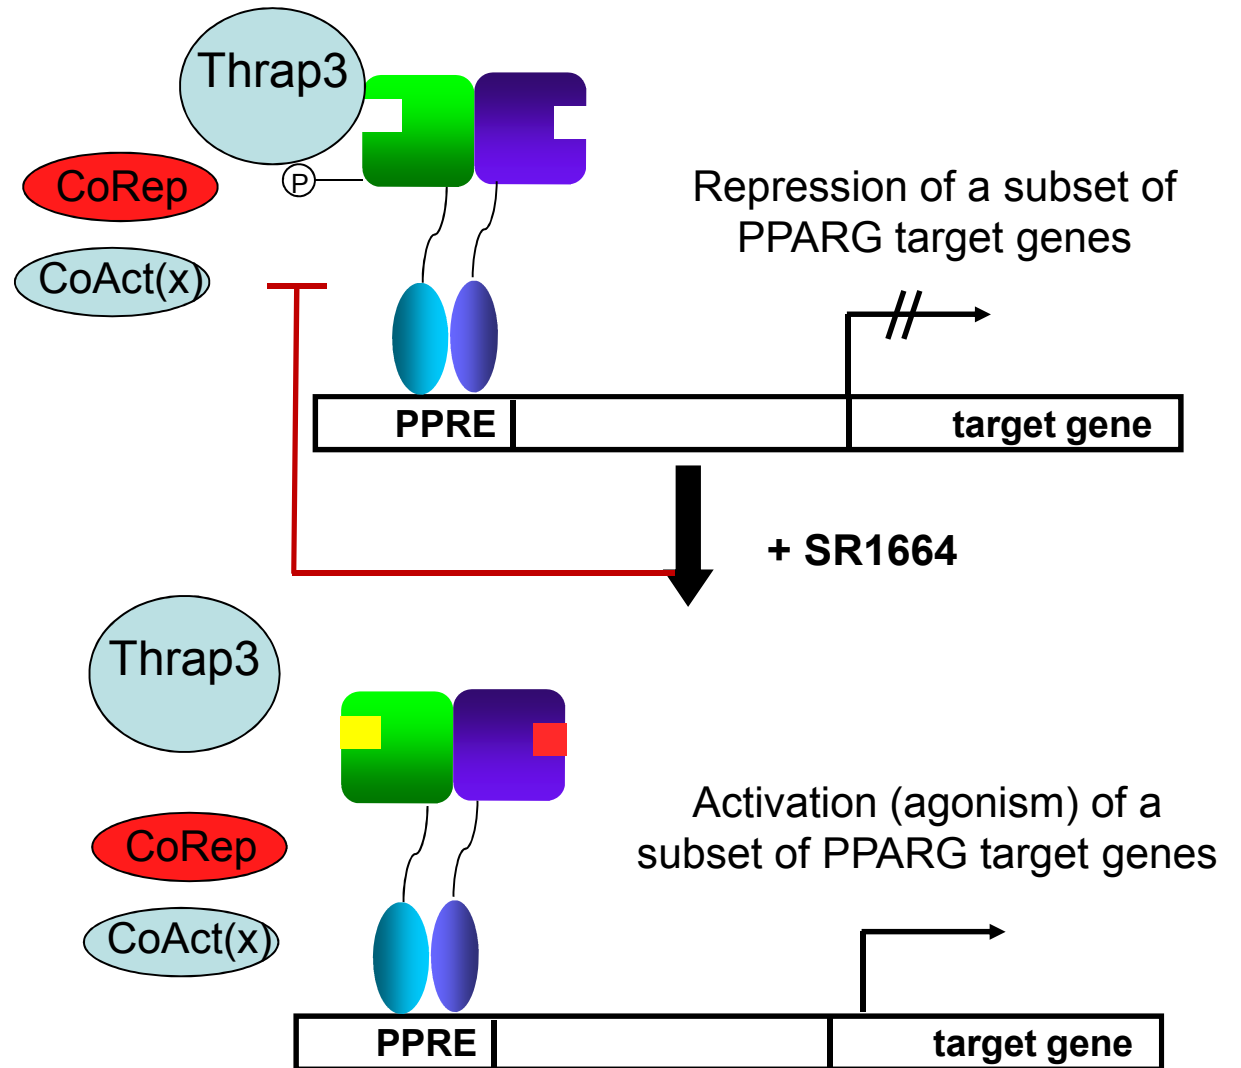 Thrap3
CoRep
P
CoAct(x)
Repression of a subset of
PPARG target genes
PPRE
target gene
+ SR1664
Thrap3
CoRep
CoAct(x)
Activation (agonism) of a
subset of PPARG target genes
PPRE
target gene